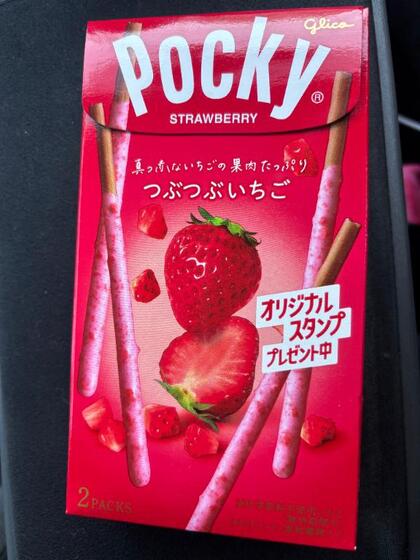 glico
POCKY®
STRAWBERRY
真っ赤ないちごの果肉たっぷり
つぶつぶいちご
オリジナル
スタンプ
プレゼント中
2 PACKS